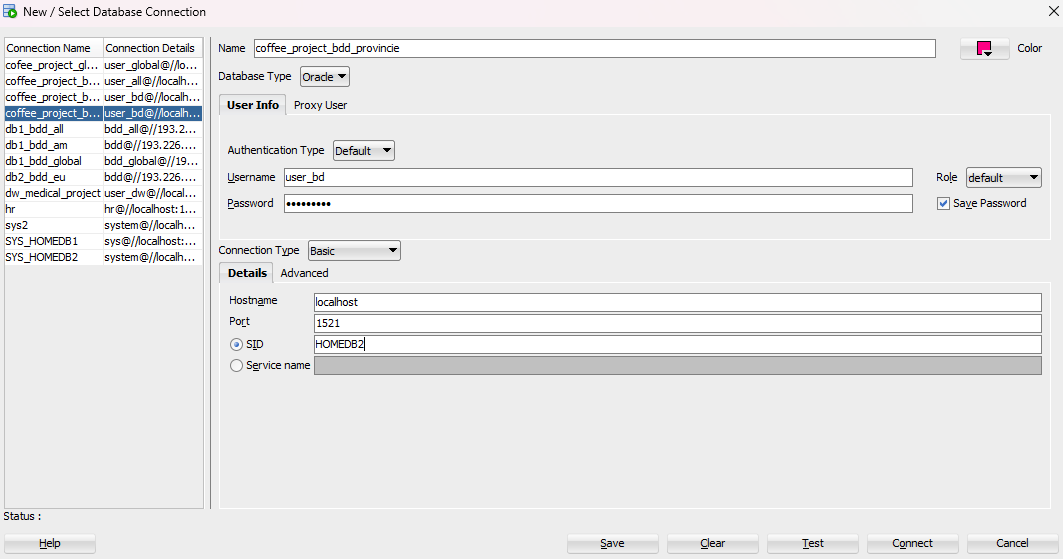 New / Select Database Connection
Connection Name Connection Details
cofee_project_gl... user_global@//lo...
coffee_project_b... user_all@//localh...
coffee_project_b... user_bd@//localh...
coffee_project_b... user_bd@//localh...
db1_bdd_all bdd_all@//193.2...
db1_bdd_am bdd@//193.226....
db1_bdd_global bdd_global@//19...
db2_bdd_eu bdd@//193.226....
dw_medical_project user_dw@//local...
hr hr@//localhost:1...
sys2 system@//localh...
SYS_HOMEDB1 sys@//localhost:...
SYS_HOMEDB2 system@//localh...
Name coffee_project_bdd_provincie Color
Database Type Oracle
User Info Proxy User
Authentication Type Default
Username user_bd Role default
Password ••••••••• Save Password
Connection Type Basic
Details Advanced
Hostname localhost
Port 1521
SID HOMEDB2
Service name
Status :
Help Save Clear Test Connect Cancel